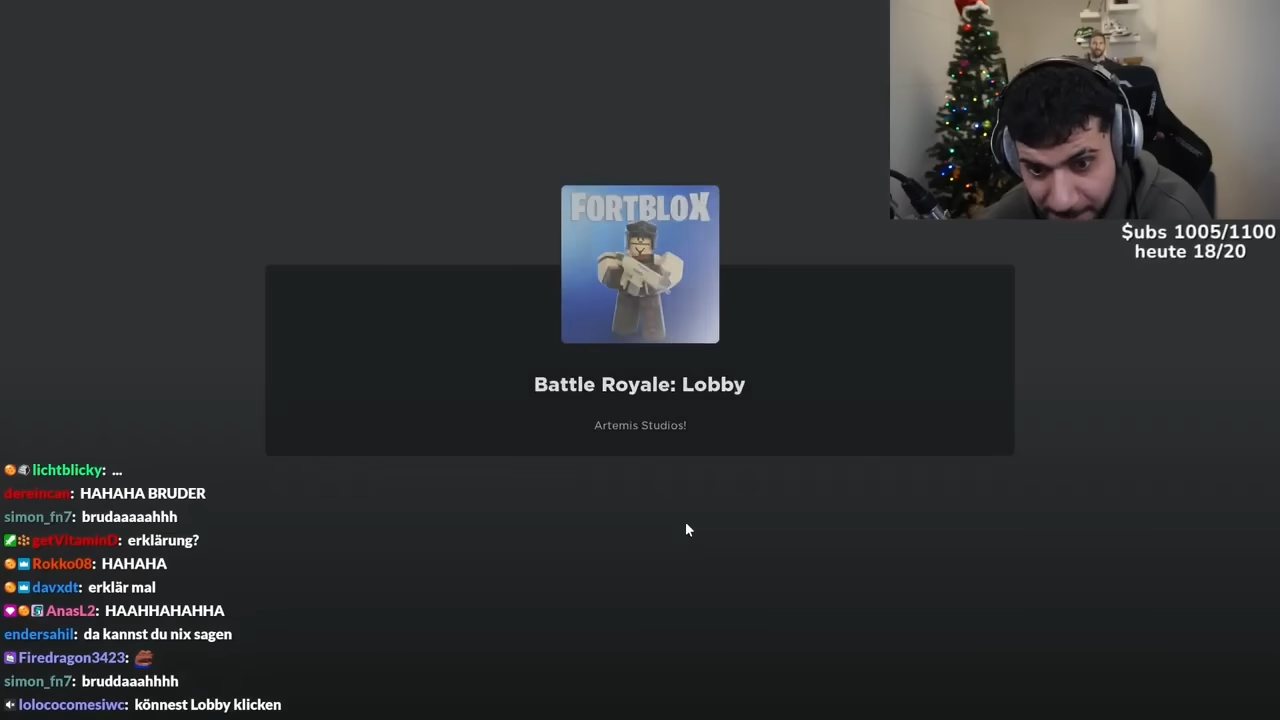 FORTBLOX
$ubs 1005/1100
heute 18/20
Battle Royale: Lobby
Artemis Studios!
lichtblicky: ...
dereincan: HAHAHA BRUDER
simon_fn7: brudaaaaahhh
getVitaminD: erklärung?
Rokko08: HAHAHA
davxdt: erklär mal
AnasL2: HAAHHAHAHHA
endersahil: da kannst du nix sagen
Firedragon3423:
simon_fn7: bruddaaahhhh
lolococomesiwc: könnest Lobby klicken